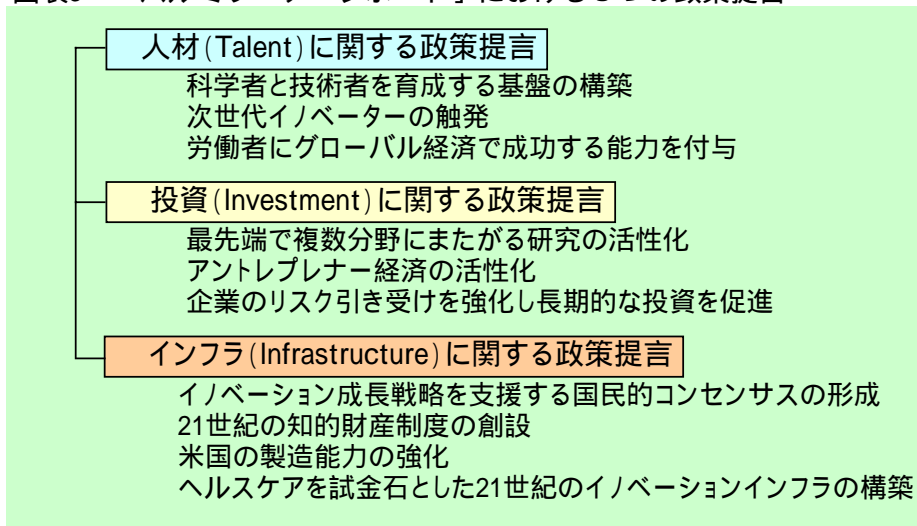 人材(Talent)に関する政策提言
科学者と技術者を育成する基盤の構築
次世代イノベーターの触発
労働者にグローバル経済で成功する能力を付与
投資(Investment)に関する政策提言
最先端で複数分野にまたがる研究の活性化
アントレプレナー経済の活性化
企業のリスク引き受けを強化し長期的な投資を促進
インフラ(Infrastructure)に関する政策提言
イノベーション成長戦略を支援する国民的コンセンサスの形成
21世紀の知的財産制度の創設
米国の製造能力の強化
ヘルスケアを試金石とした21世紀のイノベーションインフラの構築